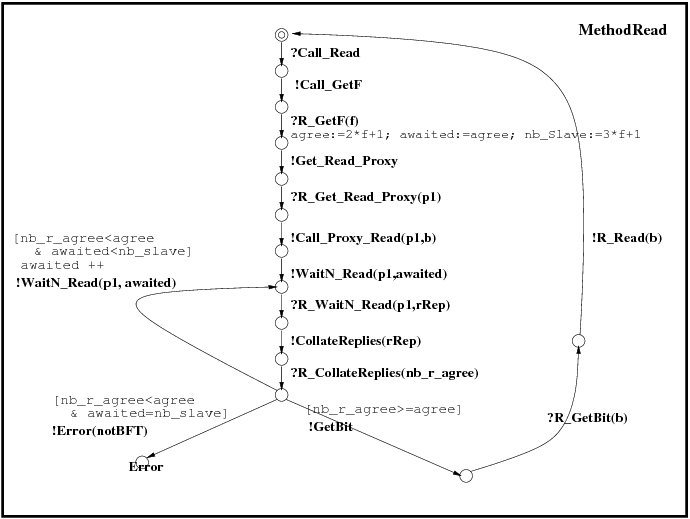 MethodRead
?Call_Read
!Call_GetF
?R_GetF(f)
agree:=2*f+1; awaited:=agree; nb_Slave:=3*f+1
!Get_Read_Proxy
?R_Get_Read_Proxy(p1)
!Call_Proxy_Read(p1,b)
!R_Read(b)
[nb_r_agree<agree
& awaited<nb_slave]
awaited ++
!WaitN_Read(p1, awaited)
!WaitN_Read(p1,awaited)
?R_WaitN_Read(p1,rRep)
!CollateReplies(rRep)
?R_CollateReplies(nb_r_agree)
[nb_r_agree<agree
& awaited=nb_slave]
!Error(notBFT)
[nb_r_agree>=agree]
!GetBit
?R_GetBit(b)
Error